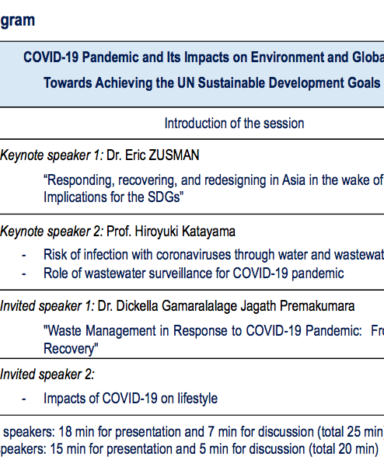 gram
COVID-19 Pandemic and Its Impacts on Environment and Globa
Towards Achieving the UN Sustainable Development Goals
Introduction of the session
Keynote speaker 1: Dr. Eric ZUSMAN
“Responding, recovering, and redesigning in Asia in the wake of
Implications for the SDGs”
Keynote speaker 2: Prof. Hiroyuki Katayama
- Risk of infection with coronaviruses through water and wastewat
- Role of wastewater surveillance for COVID-19 pandemic
Invited speaker 1: Dr. Dickella Gamaralalage Jagath Premakumara
"Waste Management in Response to COVID-19 Pandemic: Fr
Recovery"
Invited speaker 2:
- Impacts of COVID-19 on lifestyle
speakers: 18 min for presentation and 7 min for discussion (total 25 min)
speakers: 15 min for presentation and 5 min for discussion (total 20 min)